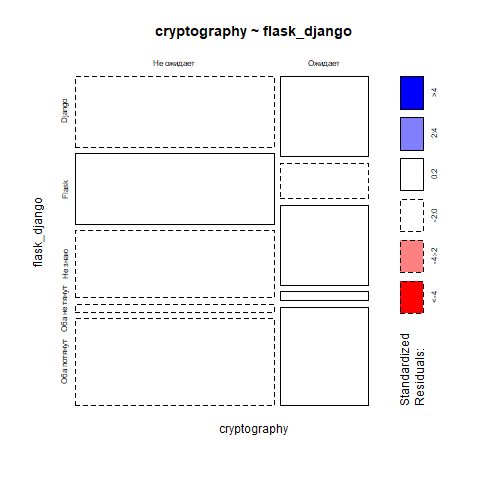 cryptography ~ flask_django
Не ожидает
Ожидает
Django
Flask
Не знаю
Оба не тянут
Оба потянут
flask_django
cryptography
>4
2:4
0:2
-2:0
-4:-2
<-4
Standardized
Residuals: